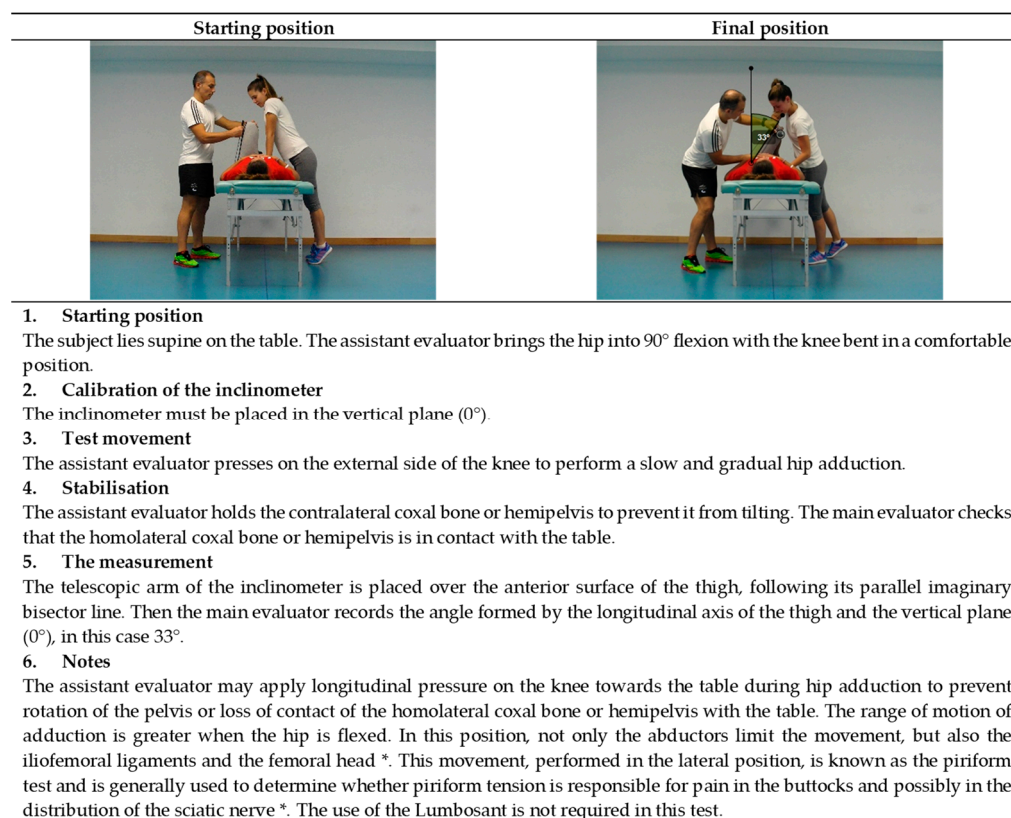 Starting position
Final position
33°
1. Starting position
The subject lies supine on the table. The assistant evaluator brings the hip into 90° flexion with the knee bent in a comfortable
position.
2. Calibration of the inclinometer
The inclinometer must be placed in the vertical plane (0°).
3. Test movement
The assistant evaluator presses on the external side of the knee to perform a slow and gradual hip adduction.
4. Stabilisation
The assistant evaluator holds the contralateral coxal bone or hemipelvis to prevent it from tilting. The main evaluator checks
that the homolateral coxal bone or hemipelvis is in contact with the table.
5. The measurement
The telescopic arm of the inclinometer is placed over the anterior surface of the thigh, following its parallel imaginary
bisector line. Then the main evaluator records the angle formed by the longitudinal axis of the thigh and the vertical plane
(0°), in this case 33°.
6. Notes
The assistant evaluator may apply longitudinal pressure on the knee towards the table during hip adduction to prevent
rotation of the pelvis or loss of contact of the homolateral coxal bone or hemipelvis with the table. The range of motion of
adduction is greater when the hip is flexed. In this position, not only the abductors limit the movement, but also the
iliofemoral ligaments and the femoral head *. This movement, performed in the lateral position, is known as the piriform
test and is generally used to determine whether piriform tension is responsible for pain in the buttocks and possibly in the
distribution of the sciatic nerve *. The use of the Lumbosant is not required in this test.